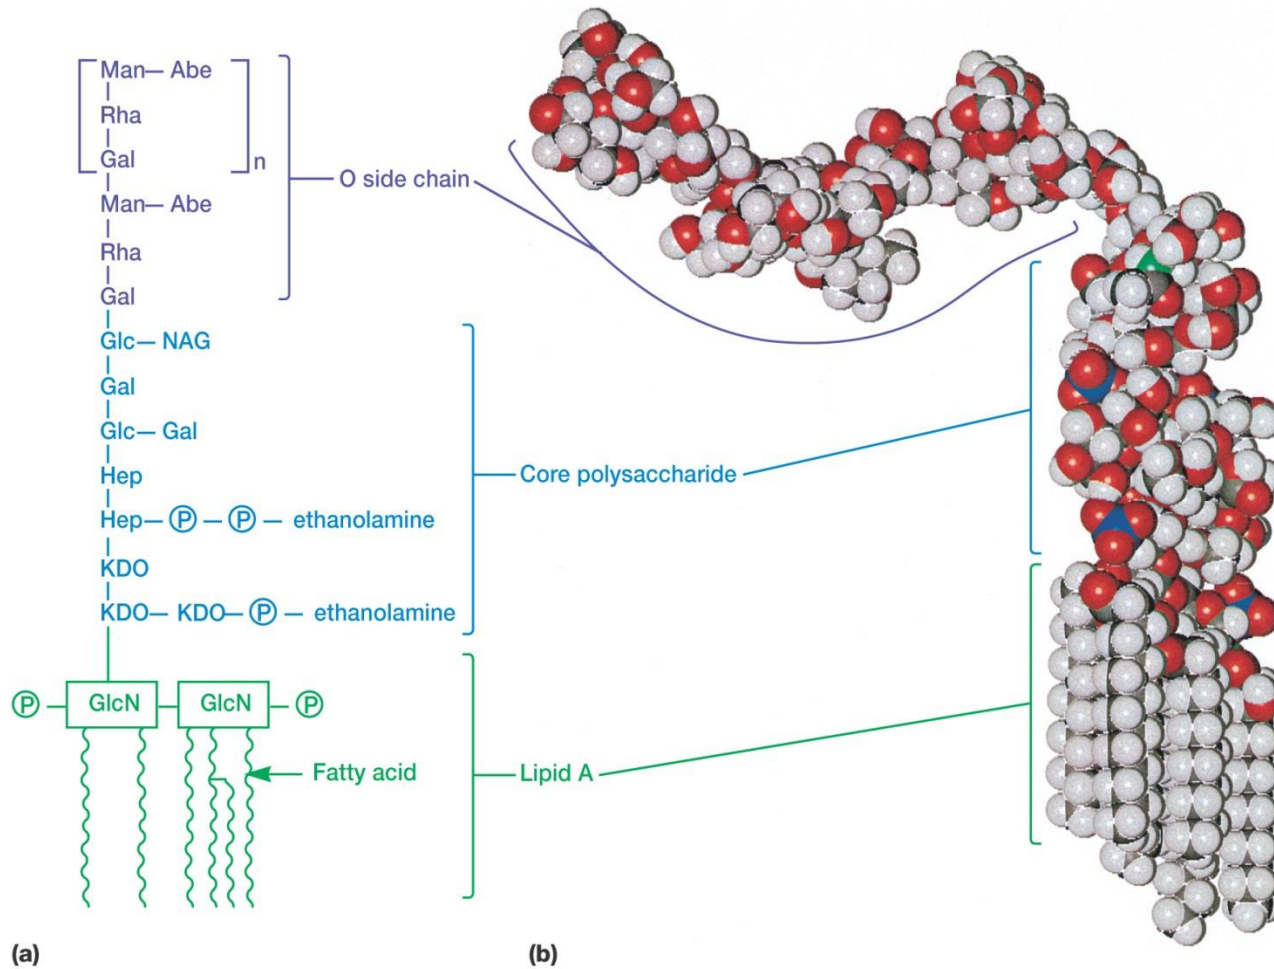 Man— Abe
Rha
Gal
n
Man— Abe
Rha
Gal
O side chain
Glc— NAG
Gal
Glc— Gal
Hep
Hep— P — P — ethanolamine
KDO
KDO— KDO— P — ethanolamine
Core polysaccharide
P — GlcN — GlcN — P
Fatty acid
Lipid A
(a)
(b)